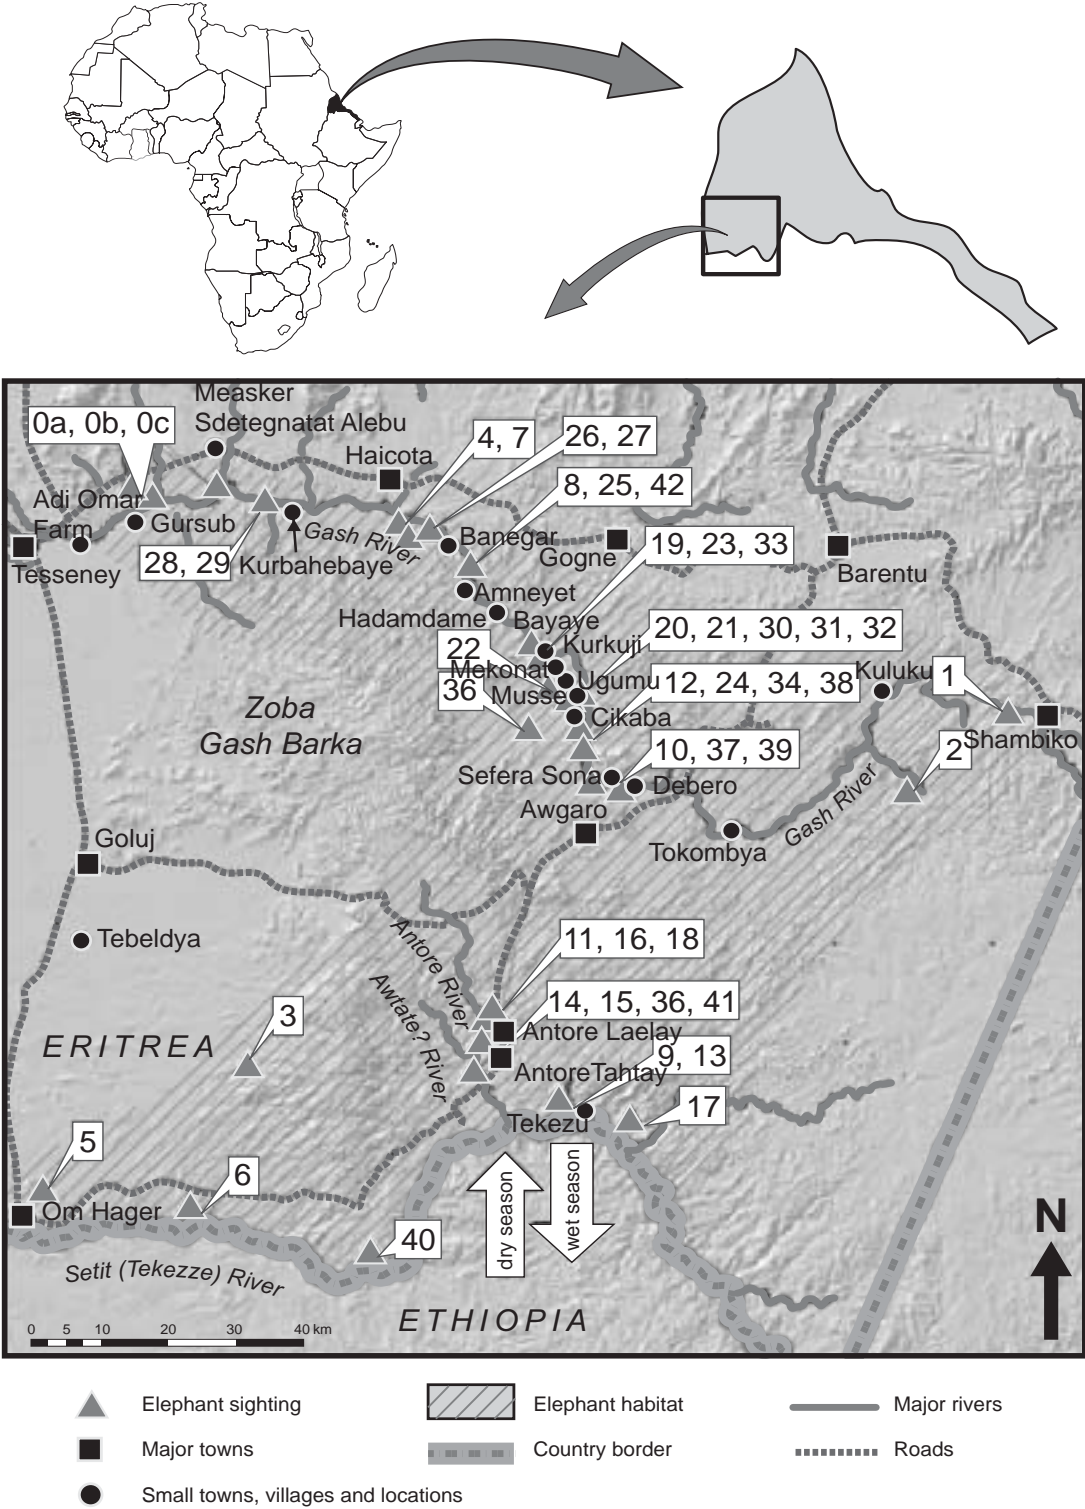 Measker
Sdetegnatat Alebu
0a, 0b, 0c
Haicota
4, 7
26, 27
8, 25, 42
Adi Omar
Farm
Gursub
Gash River
Banegar
Gogne
19, 23, 33
28, 29
Kurbahebaye
Tesseney
Barentu
Amneyet
Hadamdame
Bayaye
Kurkuji
20, 21, 30, 31, 32
22
Mekonat
Ugumu
12, 24, 34, 38
Kuluku
1
36
Musse
Cikaba
Zoba
Gash Barka
Shambiko
2
10, 37, 39
Sefera Sona
Debero
Awgaro
Gash River
Tokombya
Goluj
Tebeldya
Antore River
11, 16, 18
Awtate? River
14, 15, 36, 41
Antore Laelay
3
ERITREA
9, 13
AntoreTahtay
17
Tekezu
5
6
Om Hager
dry season
wet season
N
40
Setit (Tekezze) River
ETHIOPIA
0 5 10 20 30 40 km
Elephant sighting
Elephant habitat
Major rivers
Major towns
Country border
Roads
Small towns, villages and locations